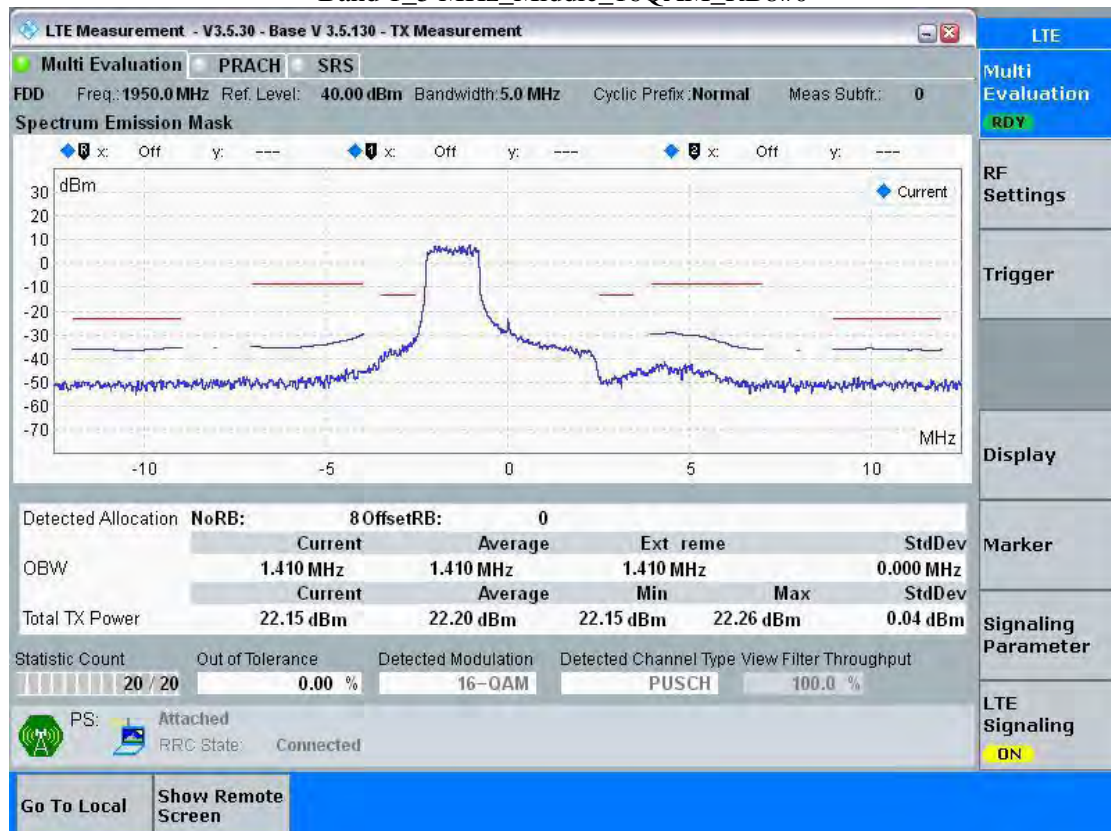 LTE Measurement - V3.5.30 - Base V 3.5.130 - TX Measurement
LTE
Multi Evaluation PRACH SRS
Multi Evaluation
RDY
FDD Freq.: 1950.0 MHz Ref. Level: 40.00 dBm Bandwidth: 5.0 MHz Cyclic Prefix : Normal Meas Subfr.: 0
Spectrum Emission Mask
R x: Off y: --- 1 x: Off y: --- 2 x: Off y: ---
dBm
Current
30
20
10
0
-10
-20
-30
-40
-50
-60
-70
MHz
-10 -5 0 5 10
RF Settings
Trigger
Display
Marker
Signaling Parameter
LTE Signaling
ON
Detected Allocation NoRB: 8 OffsetRB: 0
Current Average Ext reme StdDev
OBW 1.410 MHz 1.410 MHz 1.410 MHz 0.000 MHz
Current Average Min Max StdDev
Total TX Power 22.15 dBm 22.20 dBm 22.15 dBm 22.26 dBm 0.04 dBm
Statistic Count Out of Tolerance Detected Modulation Detected Channel Type View Filter Throughput
20 / 20 0.00 % 16-QAM PUSCH 100.0 %
PS: Attached
RRC State: Connected
Go To Local
Show Remote Screen